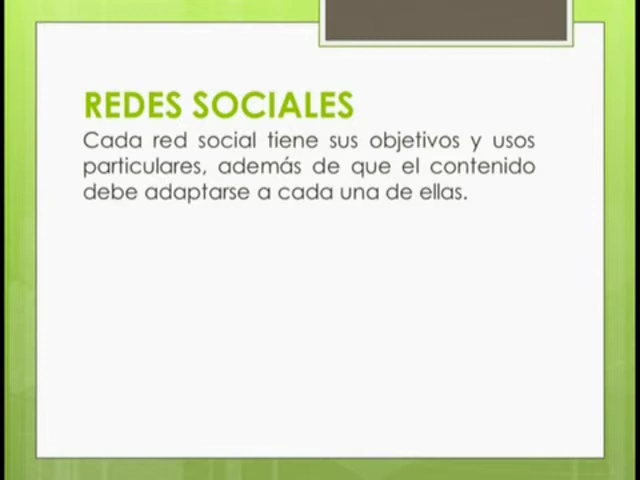 REDES SOCIALES
Cada red social tiene sus objetivos y usos
particulares, además de que el contenido
debe adaptarse a cada una de ellas.